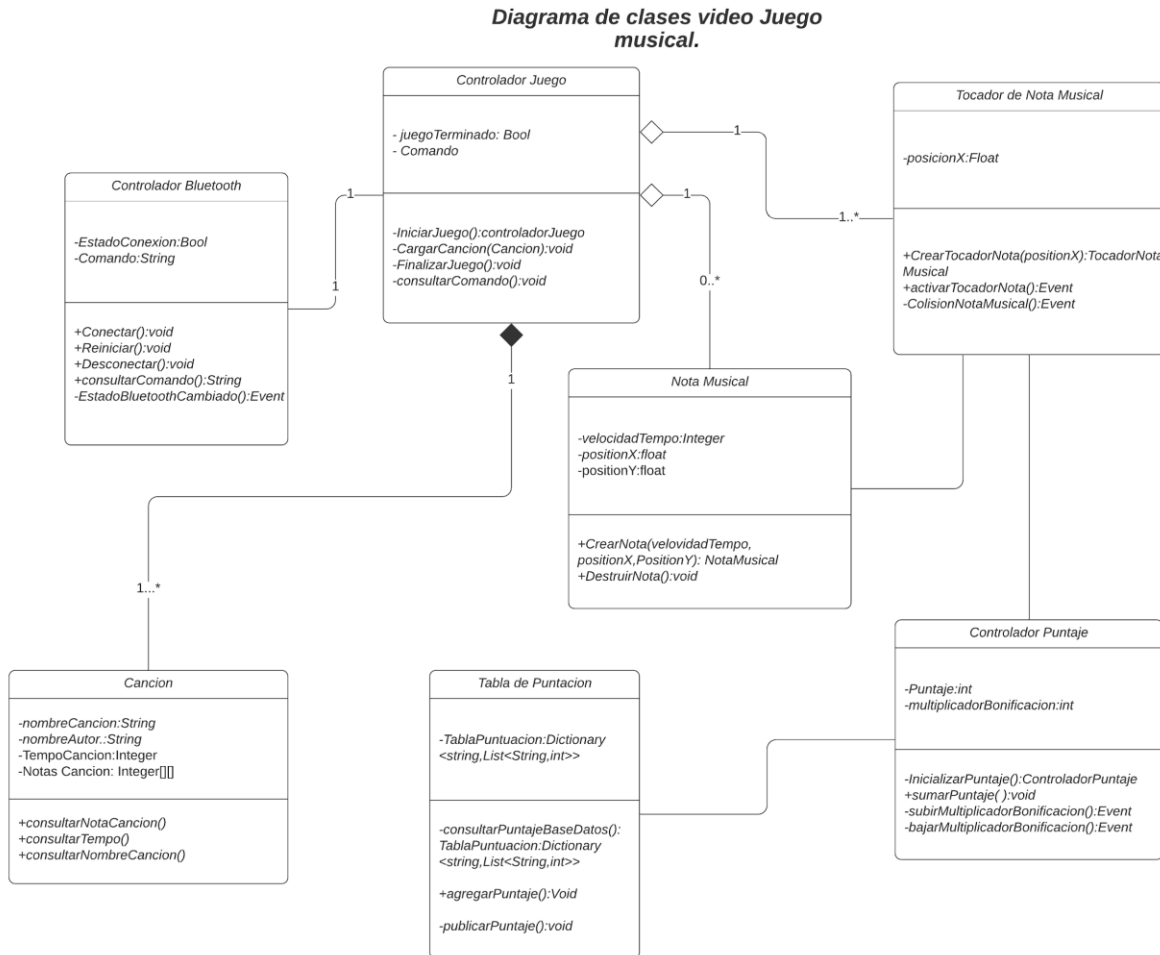 Diagrama de clases video Juego
musical.
Controlador Juego
- juegoTerminado: Bool
- Comando
-IniciarJuego():controladorJuego
-CargarCancion(Cancion):void
-FinalizarJuego():void
-consultarComando():void
Tocador de Nota Musical
-posicionX:Float
+CrearTocadorNota(positionX):TocadorNota
Musical
+activarTocadorNota():Event
-ColisionNotaMusical():Event
Controlador Bluetooth
-EstadoConexion:Bool
-Comando:String
+Conectar():void
+Reiniciar():void
+Desconectar():void
+consultarComando():String
-EstadoBluetoothCambiado():Event
1
1
1
1..*
1
0..*
1
1...*
Nota Musical
-velocidadTempo:Integer
-positionX:float
-positionY:float
+CrearNota(velovidadTempo,
positionX,PositionY): NotaMusical
+DestruirNota():void
Cancion
-nombreCancion:String
-nombreAutor.:String
-TempoCancion:Integer
-Notas Cancion: Integer[][]
+consultarNotaCancion()
+consultarTempo()
+consultarNombreCancion()
Tabla de Puntacion
-TablaPuntuacion:Dictionary
<string,List<String,int>>
-consultarPuntajeBaseDatos():
TablaPuntuacion:Dictionary
<string,List<String,int>>
+agregarPuntaje():Void
-publicarPuntaje():void
Controlador Puntaje
-Puntaje:int
-multiplicadorBonificacion:int
-InicializarPuntaje():ControladorPuntaje
+sumarPuntaje( ):void
-subirMultiplicadorBonificacion():Event
-bajarMultiplicadorBonificacion():Event